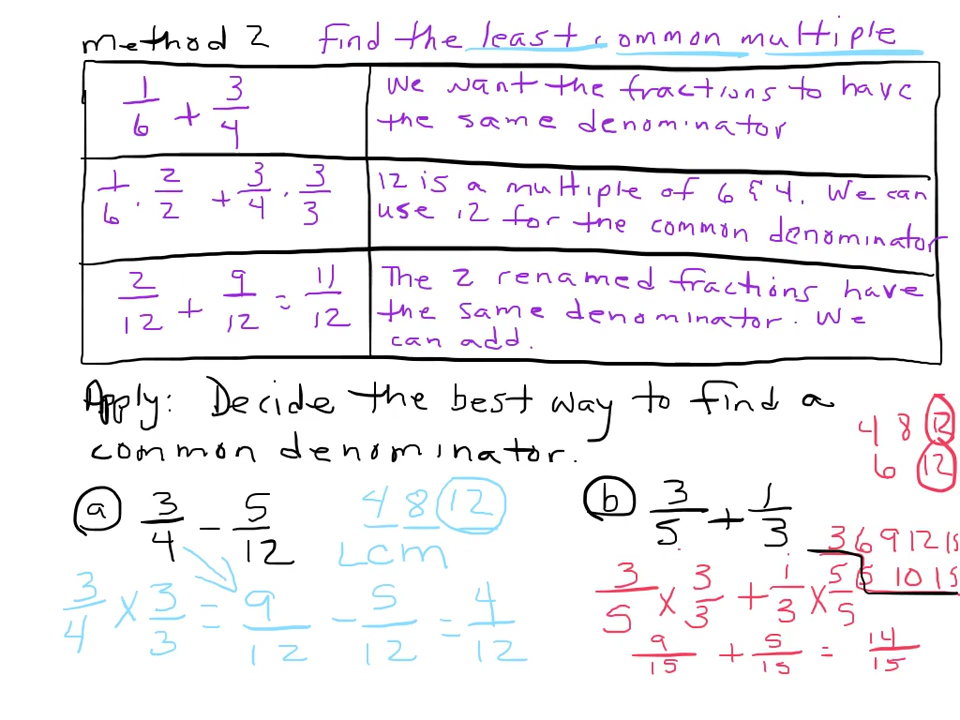 method 2 find the least common multiple
1/6 + 3/4
We want the fractions to have
the same denominator
1/6 · 2/2 + 3/4 · 3/3
12 is a multiple of 6 & 4. We can
use 12 for the common denominator
2/12 + 9/12 = 11/12
The 2 renamed fractions have
the same denominator. We
can add.
Apply: Decide the best way to find a
common denominator.
4 8 12
6 12
a 3/4 - 5/12
4 8 12
LCM
3/4 x 3/3 = 9/12 - 5/12 = 4/12
b 3/5 + 1/3
3 6 9 12 15
5 10 15
3/5 x 3/3 + 1/3 x 5/5
9/15 + 5/15 = 14/15